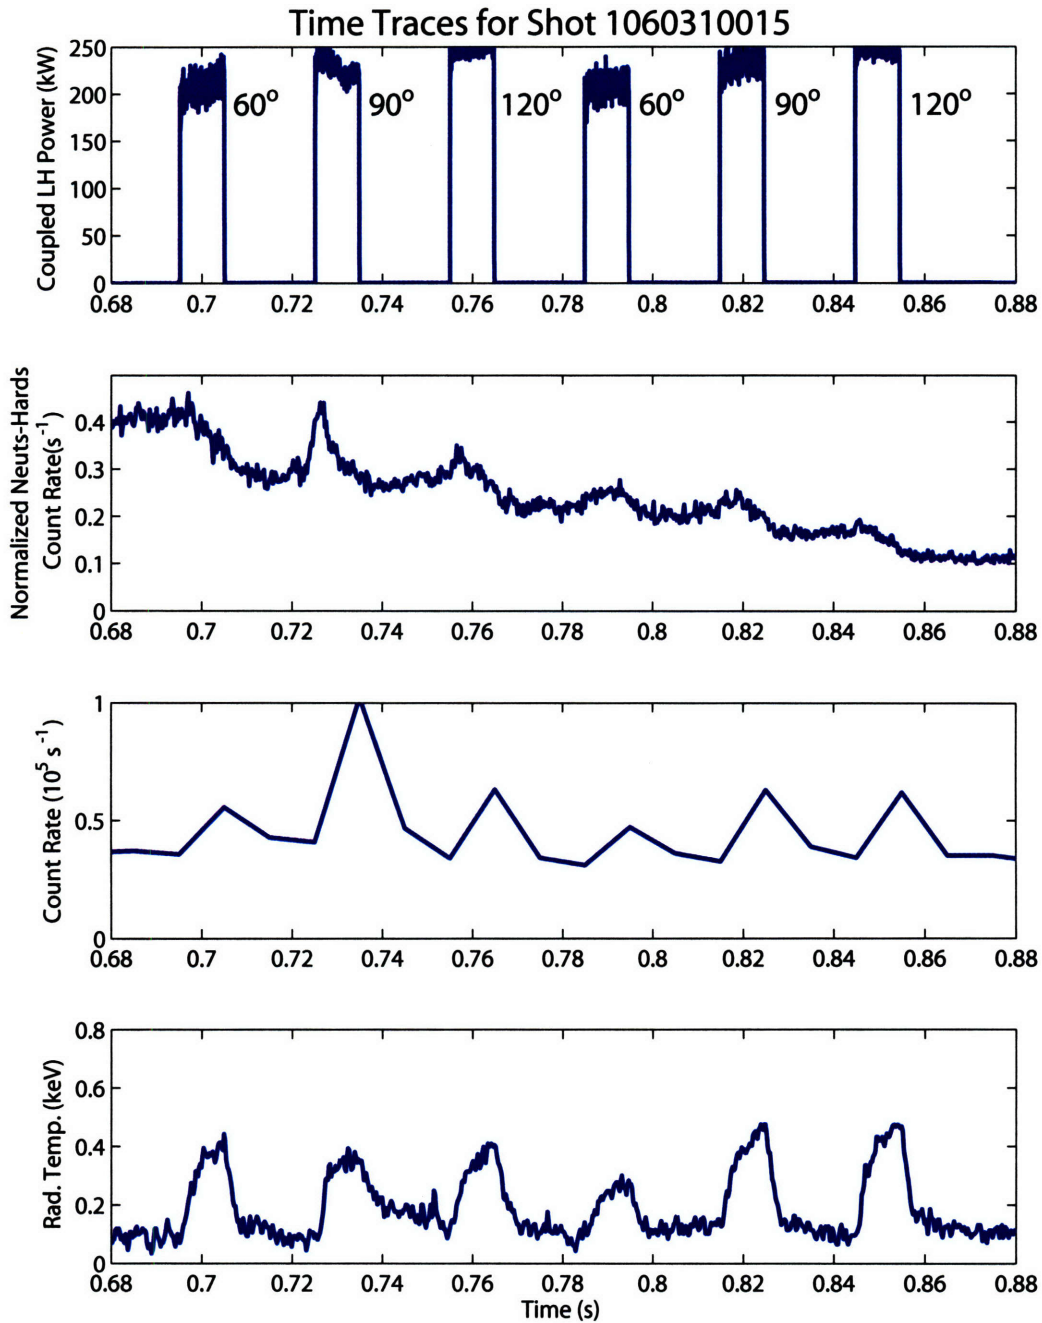 Time Traces for Shot 1060310015
Coupled LH Power (kW)
250
200
150
100
50
0
60º
90º
120º
60º
90º
120º
0.68 0.7 0.72 0.74 0.76 0.78 0.8 0.82 0.84 0.86 0.88
Normalized Neuts-Hards
Count Rate(s⁻¹)
0.4
0.3
0.2
0.1
0
0.68 0.7 0.72 0.74 0.76 0.78 0.8 0.82 0.84 0.86 0.88
Count Rate (10⁵ s⁻¹)
1
0.5
0
0.68 0.7 0.72 0.74 0.76 0.78 0.8 0.82 0.84 0.86 0.88
Rad. Temp. (keV)
0.8
0.6
0.4
0.2
0
0.68 0.7 0.72 0.74 0.76 0.78 0.8 0.82 0.84 0.86 0.88
Time (s)